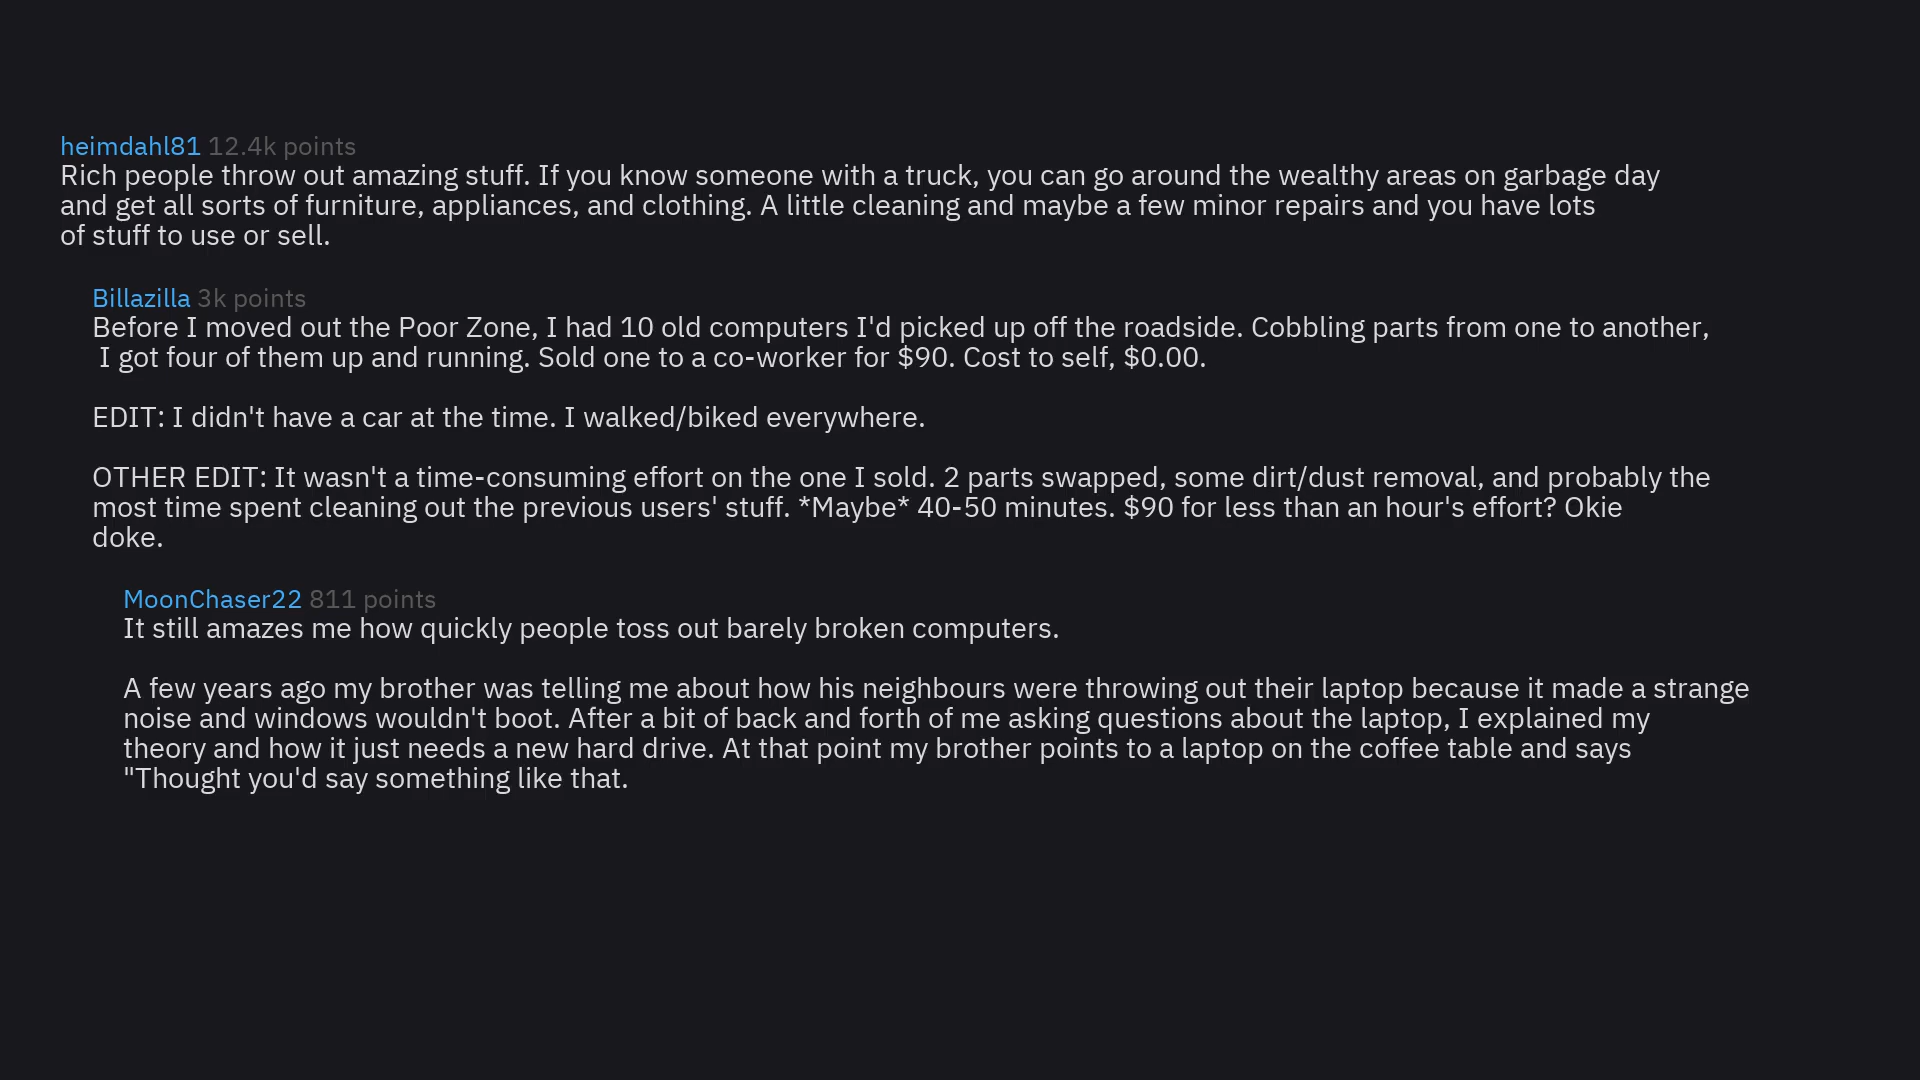 heimdahl81 12.4k points
Rich people throw out amazing stuff. If you know someone with a truck, you can go around the wealthy areas on garbage day
and get all sorts of furniture, appliances, and clothing. A little cleaning and maybe a few minor repairs and you have lots
of stuff to use or sell.
Billazilla 3k points
Before I moved out the Poor Zone, I had 10 old computers I'd picked up off the roadside. Cobbling parts from one to another,
I got four of them up and running. Sold one to a co-worker for $90. Cost to self, $0.00.
EDIT: I didn't have a car at the time. I walked/biked everywhere.
OTHER EDIT: It wasn't a time-consuming effort on the one I sold. 2 parts swapped, some dirt/dust removal, and probably the
most time spent cleaning out the previous users' stuff. *Maybe* 40-50 minutes. $90 for less than an hour's effort? Okie
doke.
MoonChaser22 811 points
It still amazes me how quickly people toss out barely broken computers.
A few years ago my brother was telling me about how his neighbours were throwing out their laptop because it made a strange
noise and windows wouldn't boot. After a bit of back and forth of me asking questions about the laptop, I explained my
theory and how it just needs a new hard drive. At that point my brother points to a laptop on the coffee table and says
"Thought you'd say something like that.